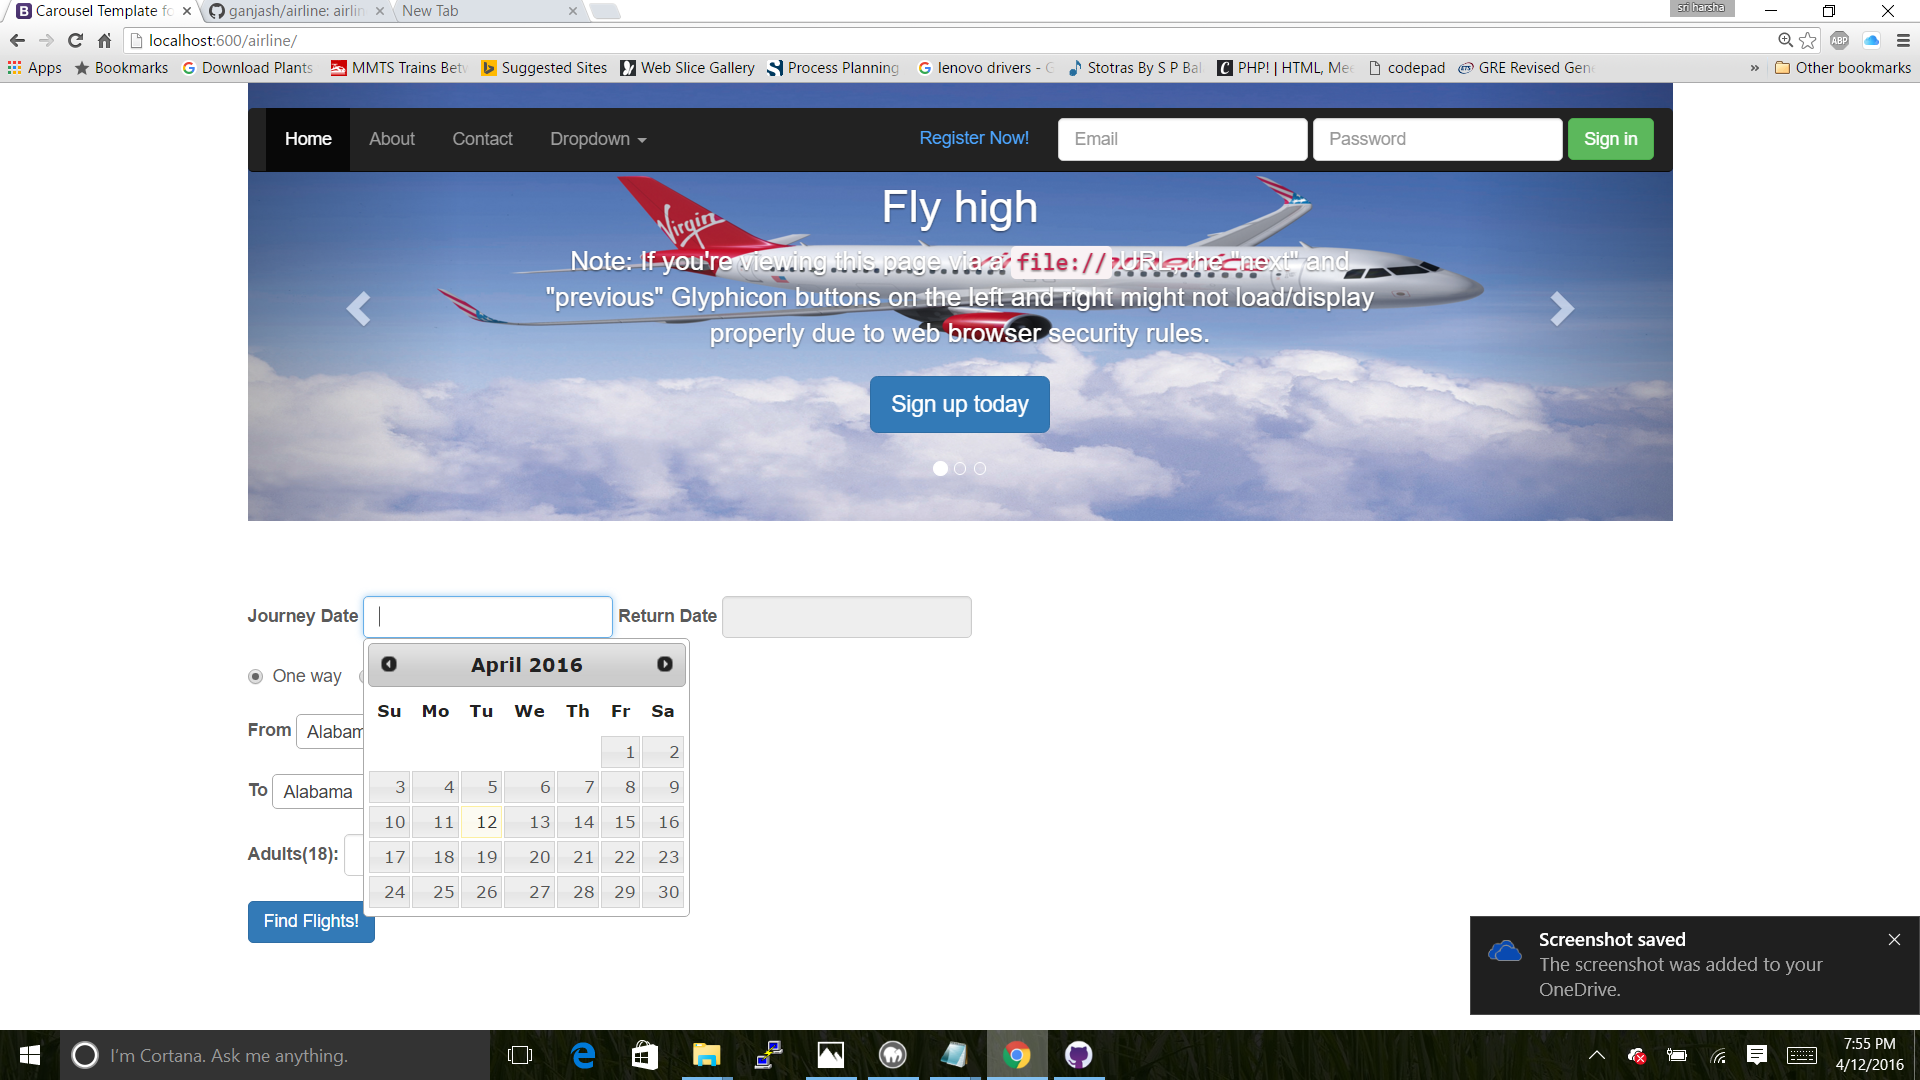 Carousel Template fo
ganjash/airline: airlin
New Tab
sri harsha
localhost:600/airline/
ABP
Apps
Bookmarks
Download Plants
MMTS Trains Betw
Suggested Sites
Web Slice Gallery
Process Planning
lenovo drivers - G
Stotras By S P Bal
PHP! | HTML, Me
codepad
GRE Revised Gene
»
Other bookmarks
Home
About
Contact
Dropdown
Register Now!
Email
Password
Sign in
Virgin
Fly high
Note: If you're viewing this page via a file:// URL, the "next" and
"previous" Glyphicon buttons on the left and right might not load/display
properly due to web browser security rules.
Sign up today
Journey Date
Return Date
April 2016
Su Mo Tu We Th Fr Sa
1 2
3 4 5 6 7 8 9
10 11 12 13 14 15 16
17 18 19 20 21 22 23
24 25 26 27 28 29 30
One way
From Alabam
To Alabama
Adults(18):
Find Flights!
Screenshot saved
The screenshot was added to your
OneDrive.
I'm Cortana. Ask me anything.
7:55 PM
4/12/2016